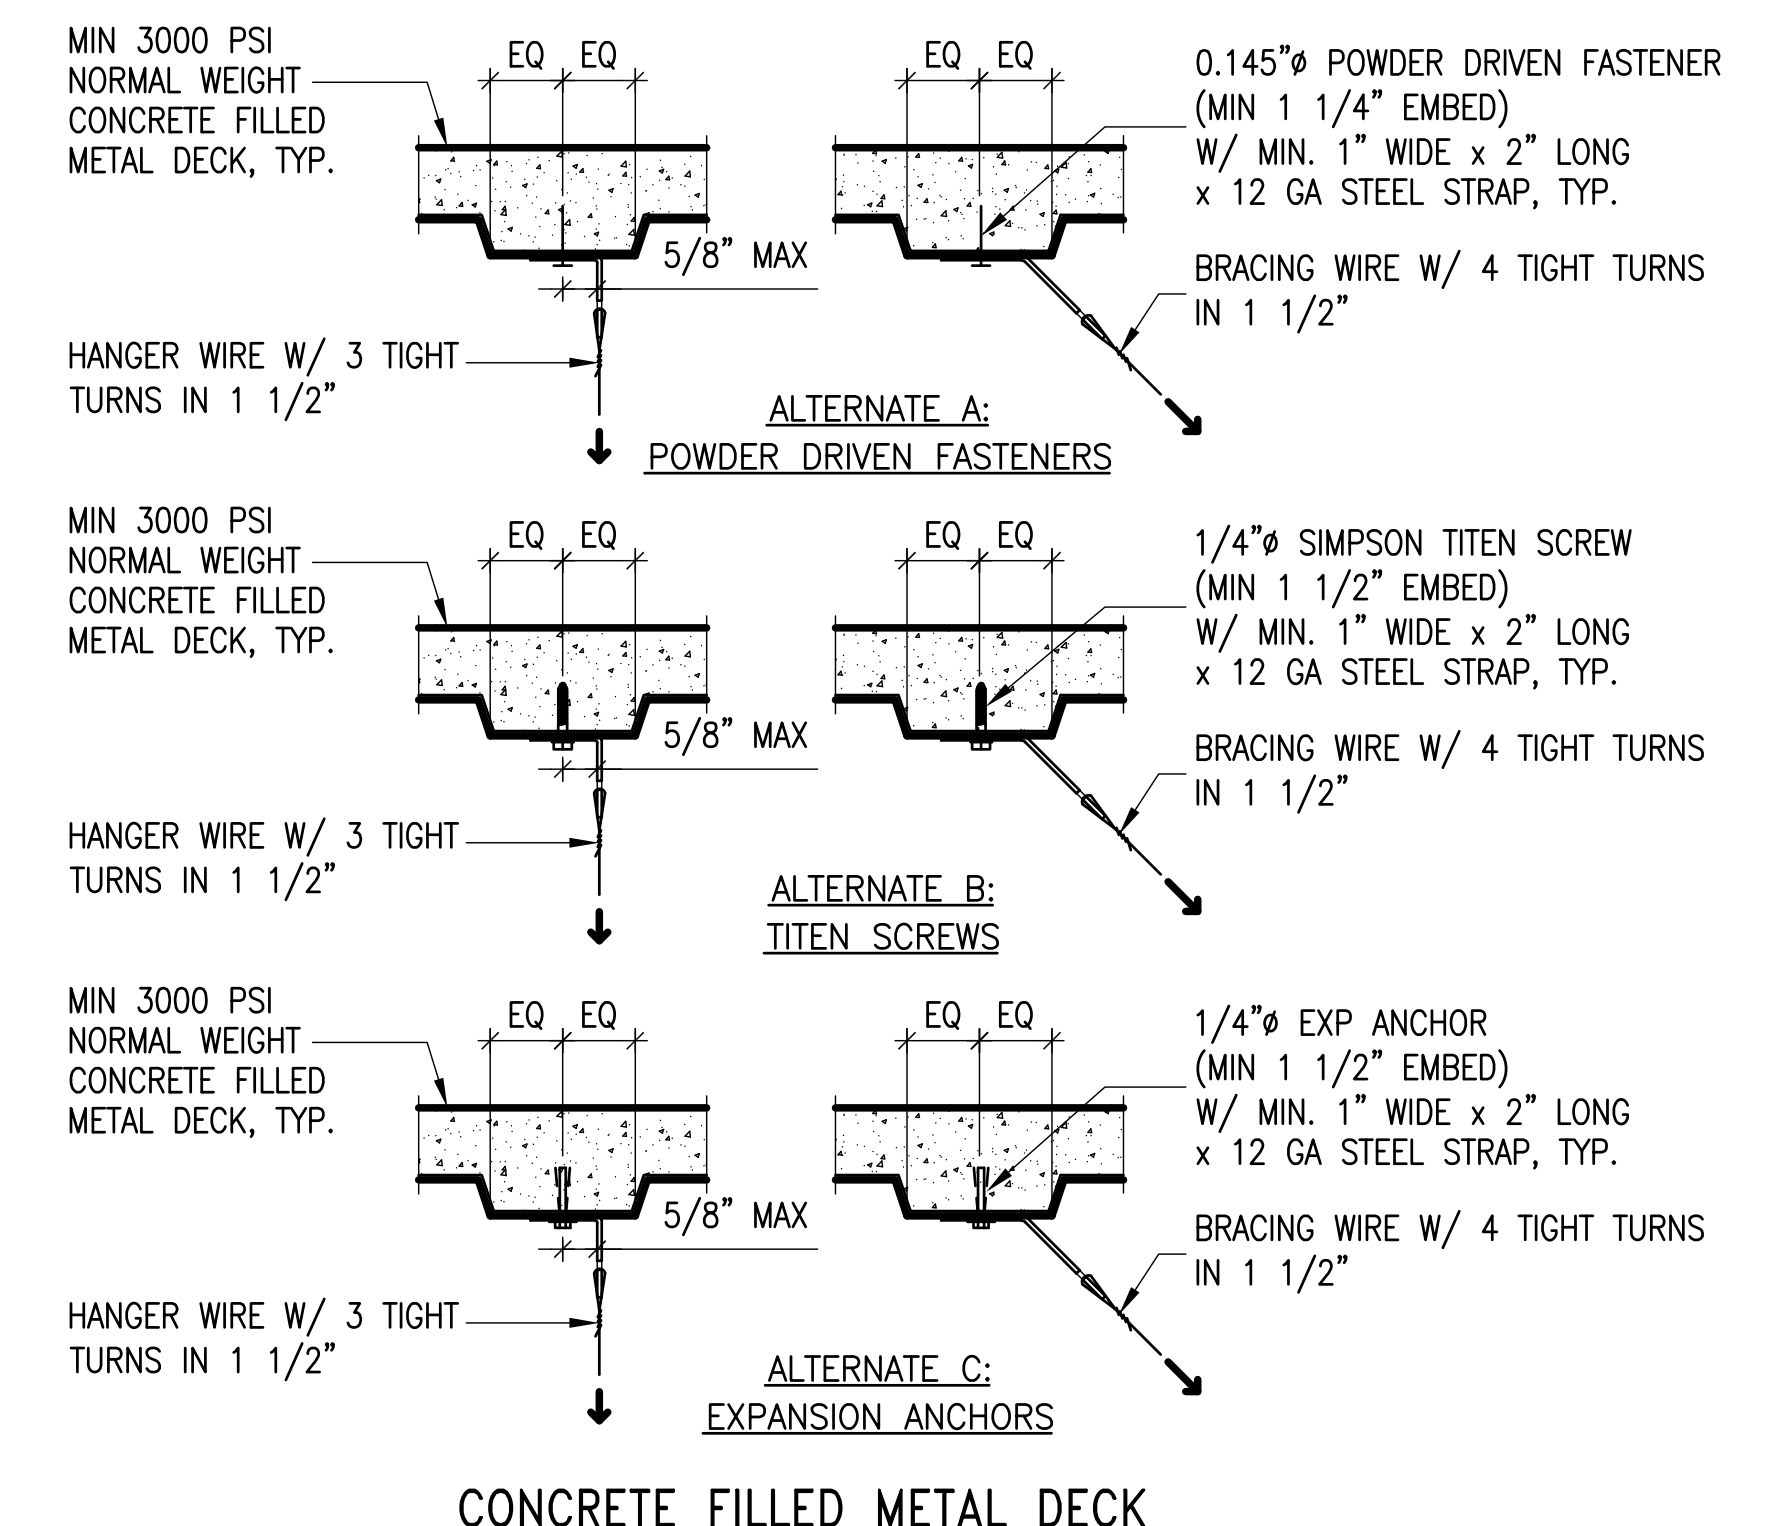 MIN 3000 PSI
NORMAL WEIGHT
CONCRETE FILLED
METAL DECK, TYP.
EQ EQ
EQ EQ
0.145"ø POWDER DRIVEN FASTENER
(MIN 1 1/4" EMBED)
W/ MIN. 1" WIDE x 2" LONG
x 12 GA STEEL STRAP, TYP.
5/8" MAX
BRACING WIRE W/ 4 TIGHT TURNS
IN 1 1/2"
HANGER WIRE W/ 3 TIGHT
TURNS IN 1 1/2"
ALTERNATE A:
POWDER DRIVEN FASTENERS
MIN 3000 PSI
NORMAL WEIGHT
CONCRETE FILLED
METAL DECK, TYP.
EQ EQ
EQ EQ
1/4"ø SIMPSON TITEN SCREW
(MIN 1 1/2" EMBED)
W/ MIN. 1" WIDE x 2" LONG
x 12 GA STEEL STRAP, TYP.
5/8" MAX
BRACING WIRE W/ 4 TIGHT TURNS
IN 1 1/2"
HANGER WIRE W/ 3 TIGHT
TURNS IN 1 1/2"
ALTERNATE B:
TITEN SCREWS
MIN 3000 PSI
NORMAL WEIGHT
CONCRETE FILLED
METAL DECK, TYP.
EQ EQ
EQ EQ
1/4"ø EXP ANCHOR
(MIN 1 1/2" EMBED)
W/ MIN. 1" WIDE x 2" LONG
x 12 GA STEEL STRAP, TYP.
5/8" MAX
BRACING WIRE W/ 4 TIGHT TURNS
IN 1 1/2"
HANGER WIRE W/ 3 TIGHT
TURNS IN 1 1/2"
ALTERNATE C:
EXPANSION ANCHORS
CONCRETE FILLED METAL DECK